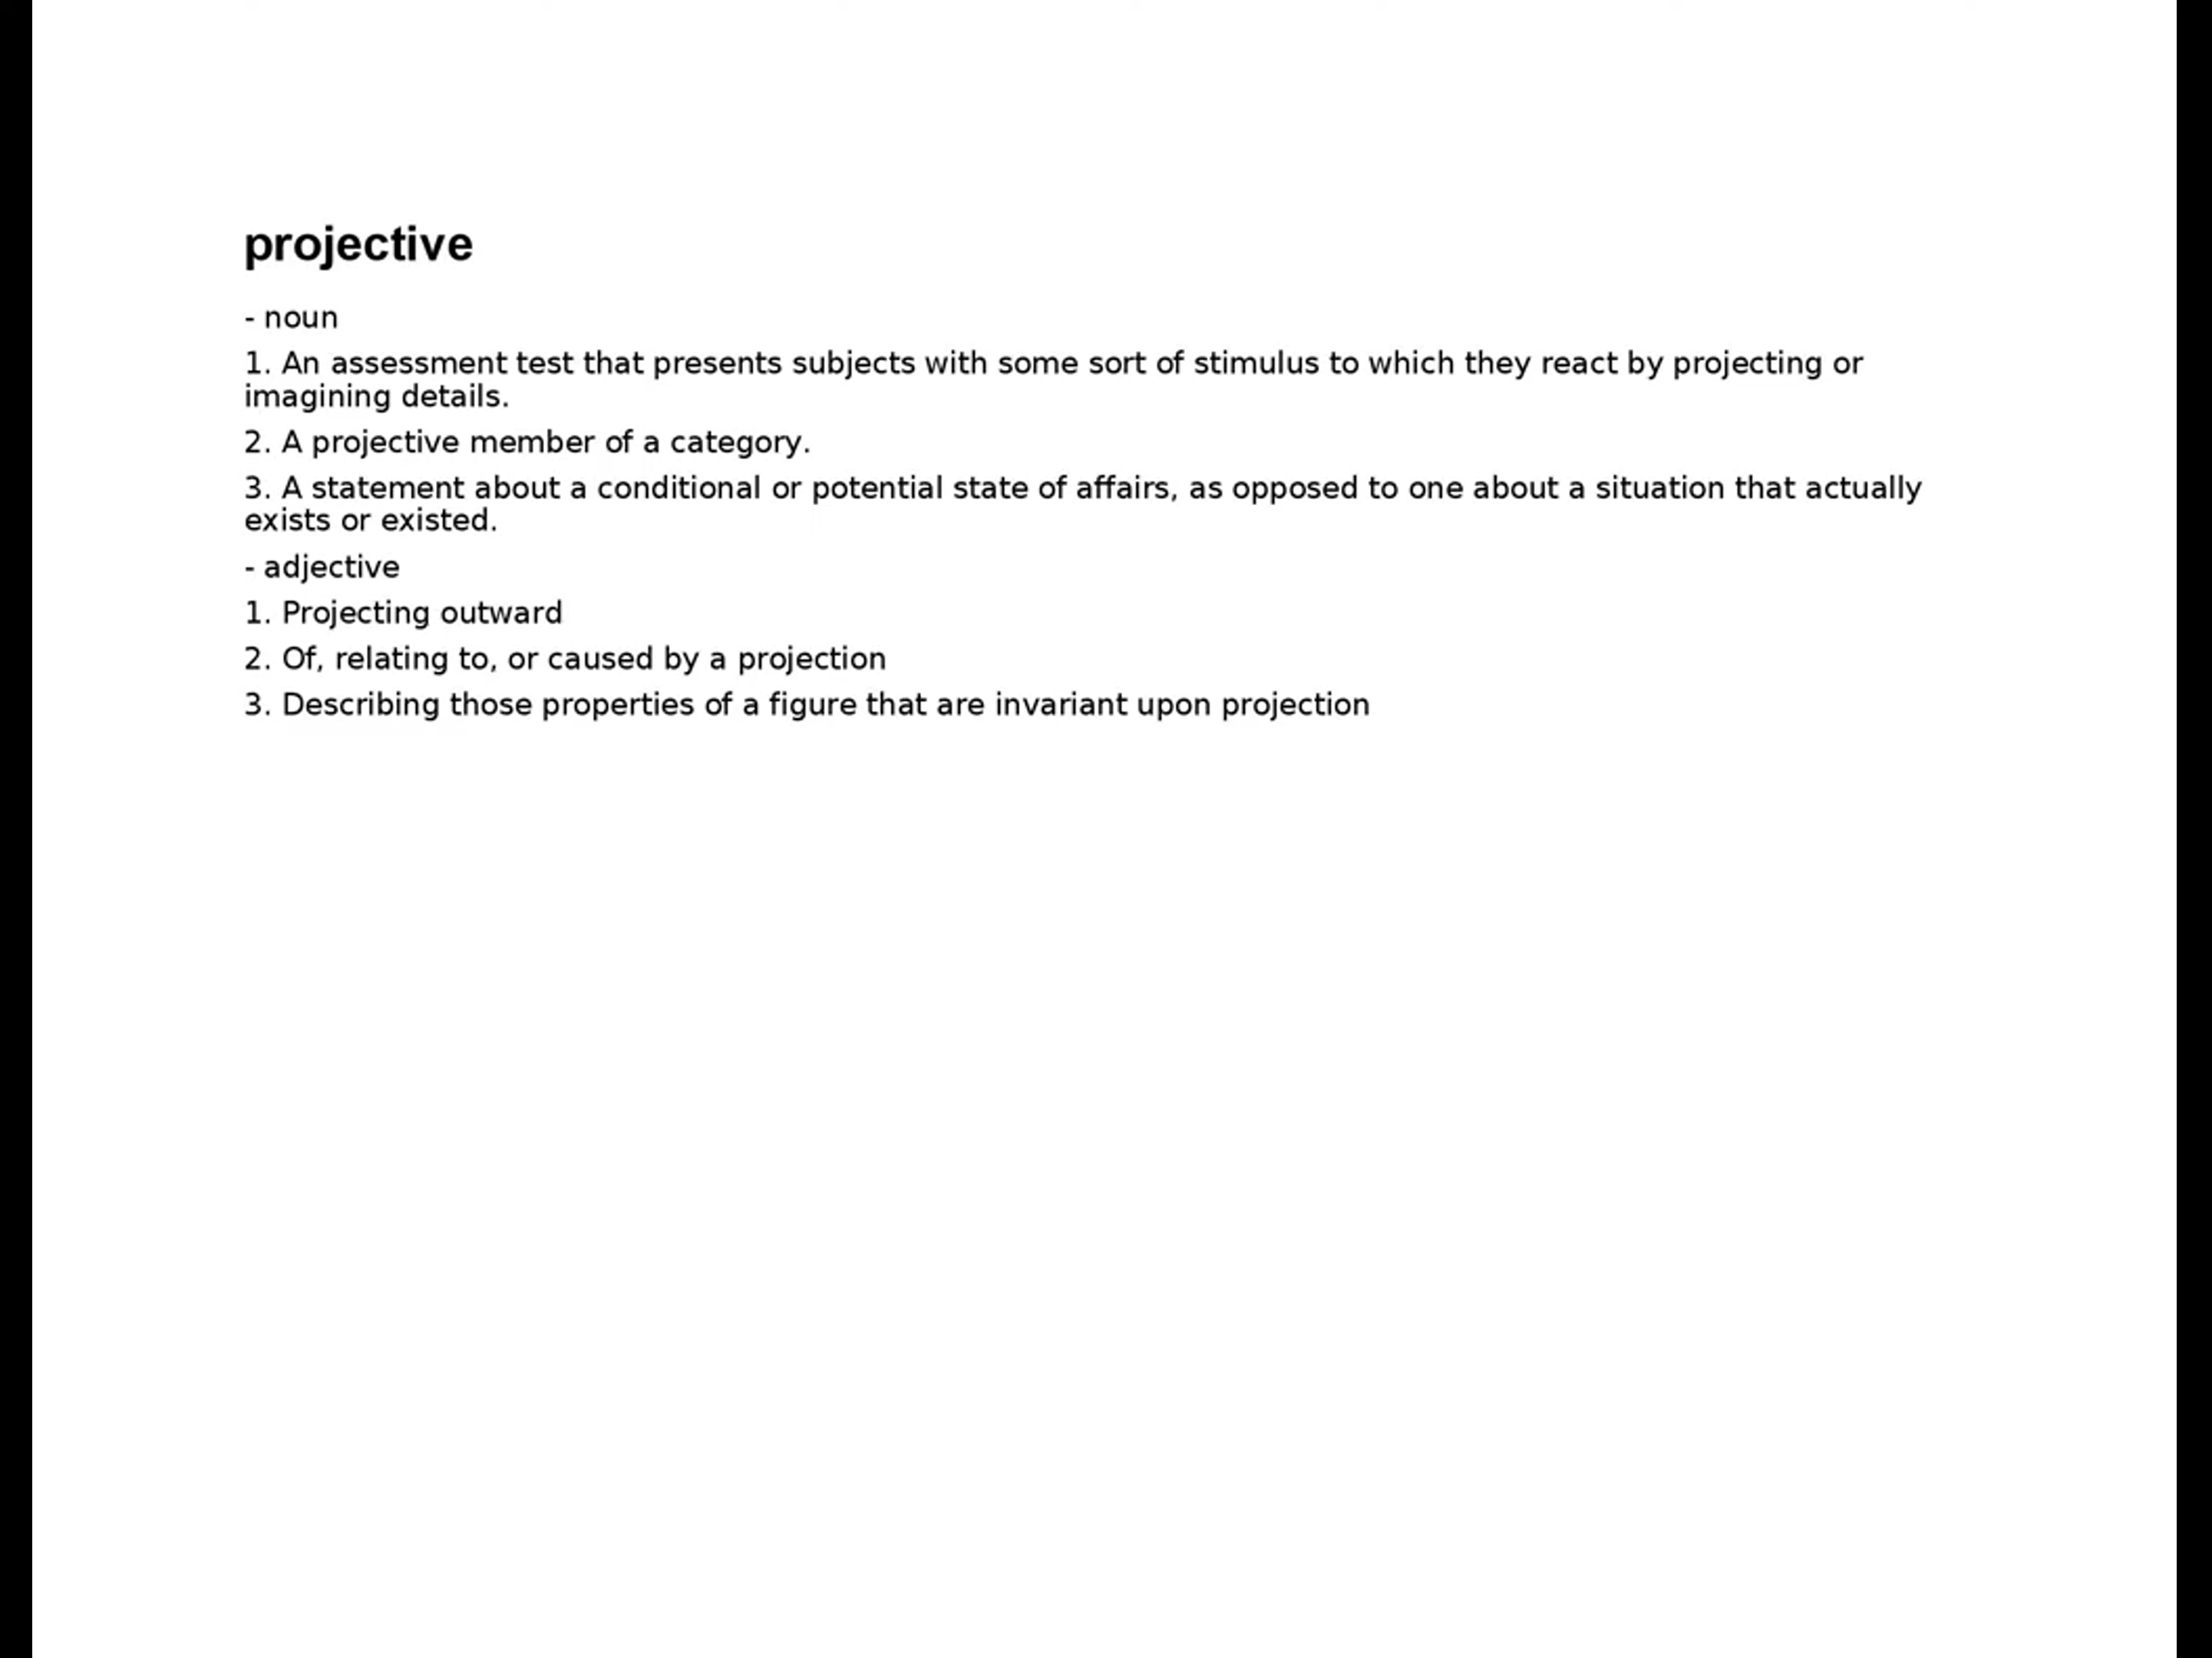 projective
- noun
1. An assessment test that presents subjects with some sort of stimulus to which they react by projecting or
imagining details.
2. A projective member of a category.
3. A statement about a conditional or potential state of affairs, as opposed to one about a situation that actually
exists or existed.
- adjective
1. Projecting outward
2. Of, relating to, or caused by a projection
3. Describing those properties of a figure that are invariant upon projection